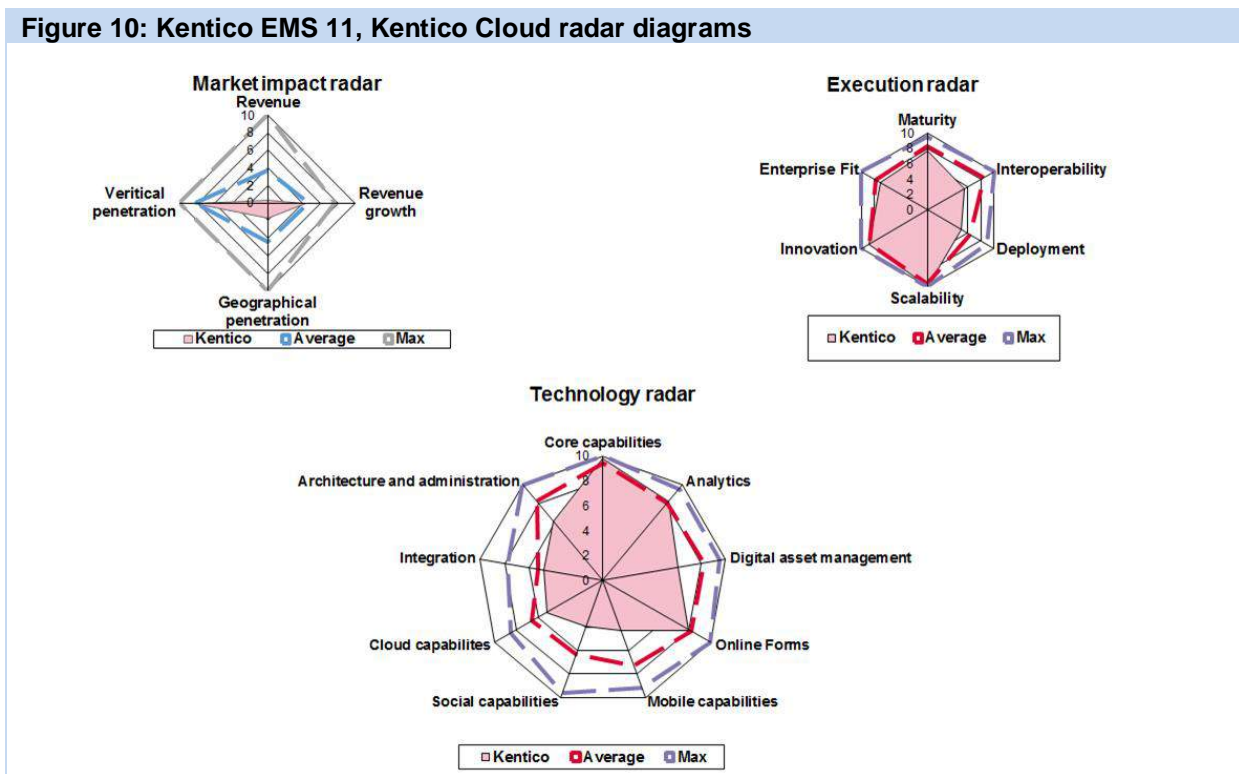 Figure 10: Kentico EMS 11, Kentico Cloud radar diagrams
Market impact radar
Revenue
10
8
6
4
2
0
Veritical
penetration
Revenue
growth
Geographical
penetration
Kentico Average Max
Execution radar
Maturity
10
8
6
4
2
0
Enterprise Fit
Interoperability
Innovation
Deployment
Scalability
Kentico Average Max
Technology radar
Core capabilities
10
8
6
4
2
0
Architecture and administration
Analytics
Integration
Digital asset management
Cloud capabilites
Online Forms
Social capabilities
Mobile capabilities
Kentico Average Max